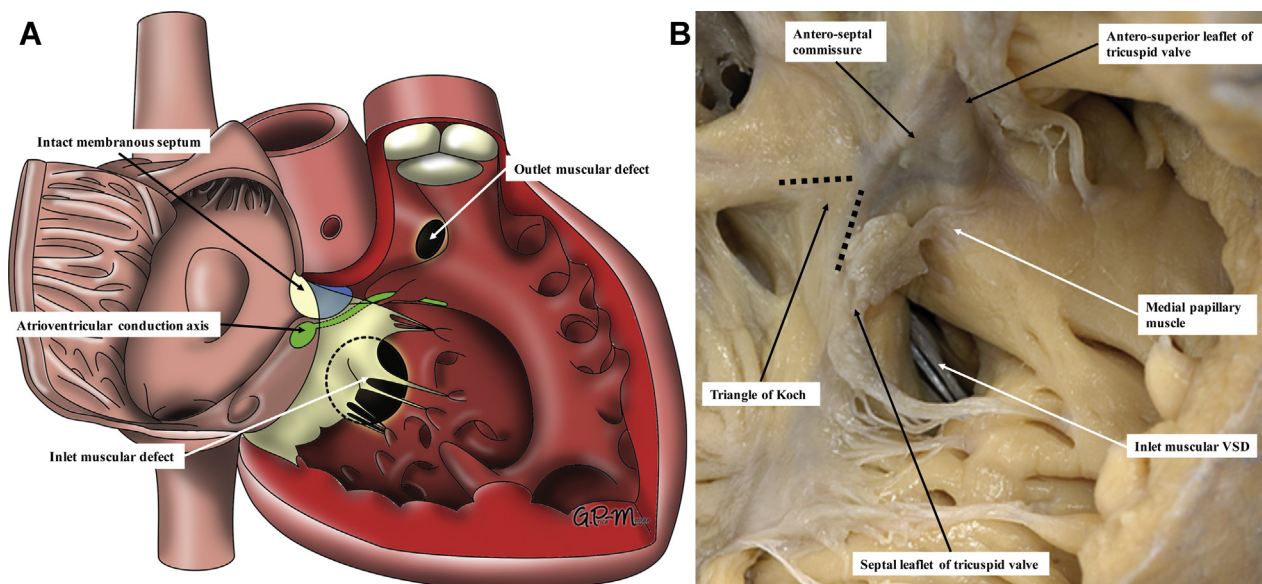 A
Intact membranous septum
Outlet muscular defect
Atrioventricular conduction axis
Inlet muscular defect
B
Antero-septal
commissure
Antero-superior leaflet of
tricuspid valve
Medial papillary
muscle
Triangle of
Koch
Inlet muscular VSD
Septal leaflet of tricuspid valve